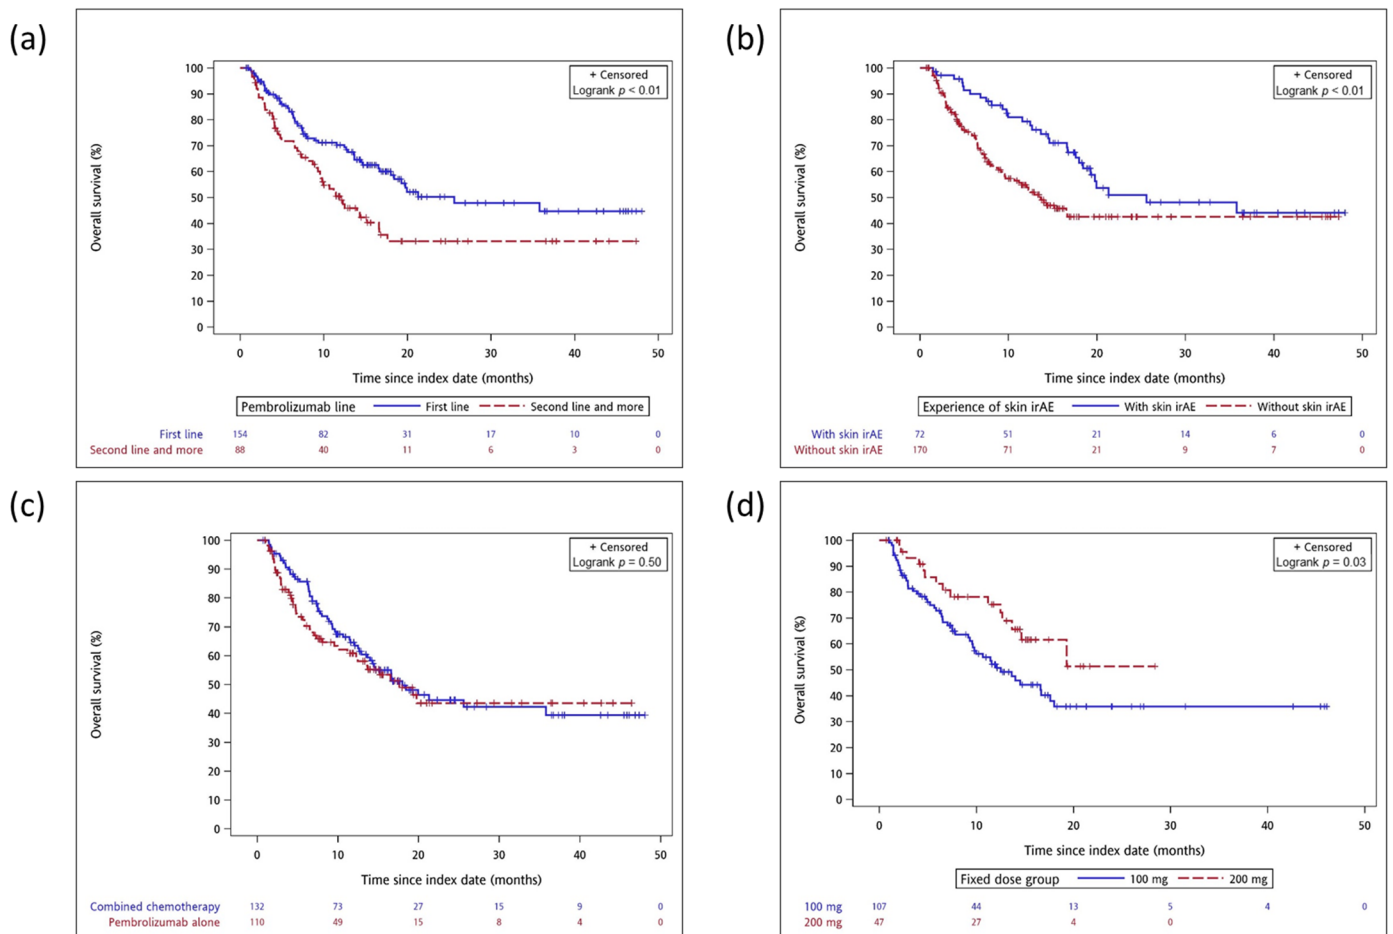 (a)
+ Censored
Logrank p < 0.01
100
90
80
70
60
50
40
30
20
10
0
Overall survival (%)
0 10 20 30 40 50
Time since index date (months)
Pembrolizumab line First line Second line and more
First line 154 82 31 17 10 0
Second line and more 88 40 11 6 3 0
(b)
+ Censored
Logrank p < 0.01
100
90
80
70
60
50
40
30
20
10
0
Overall survival (%)
0 10 20 30 40 50
Time since index date (months)
Experience of skin irAE With skin irAE Without skin irAE
With skin irAE 72 51 21 14 6 0
Without skin irAE 170 71 21 9 7 0
(c)
+ Censored
Logrank p = 0.50
100
90
80
70
60
50
40
30
20
10
0
Overall survival (%)
0 10 20 30 40 50
Time since index date (months)
Combined chemotherapy 132 73 27 15 9 0
Pembrolizumab alone 110 49 15 8 4 0
(d)
+ Censored
Logrank p = 0.03
100
90
80
70
60
50
40
30
20
10
0
Overall survival (%)
0 10 20 30 40 50
Time since index date (months)
Fixed dose group 100 mg 200 mg
100 mg 107 44 13 5 4 0
200 mg 47 27 4 0